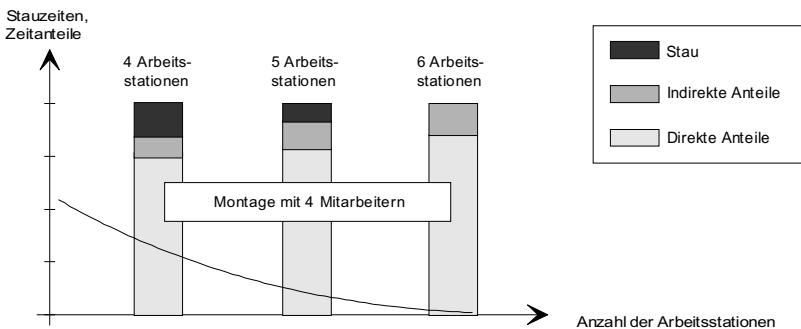 Stauzeiten,
Zeitanteile
4 Arbeits-
stationen
5 Arbeits-
stationen
6 Arbeits-
stationen
Stau
Indirekte Anteile
Direkte Anteile
Montage mit 4 Mitarbeitern
Anzahl der Arbeitsstationen